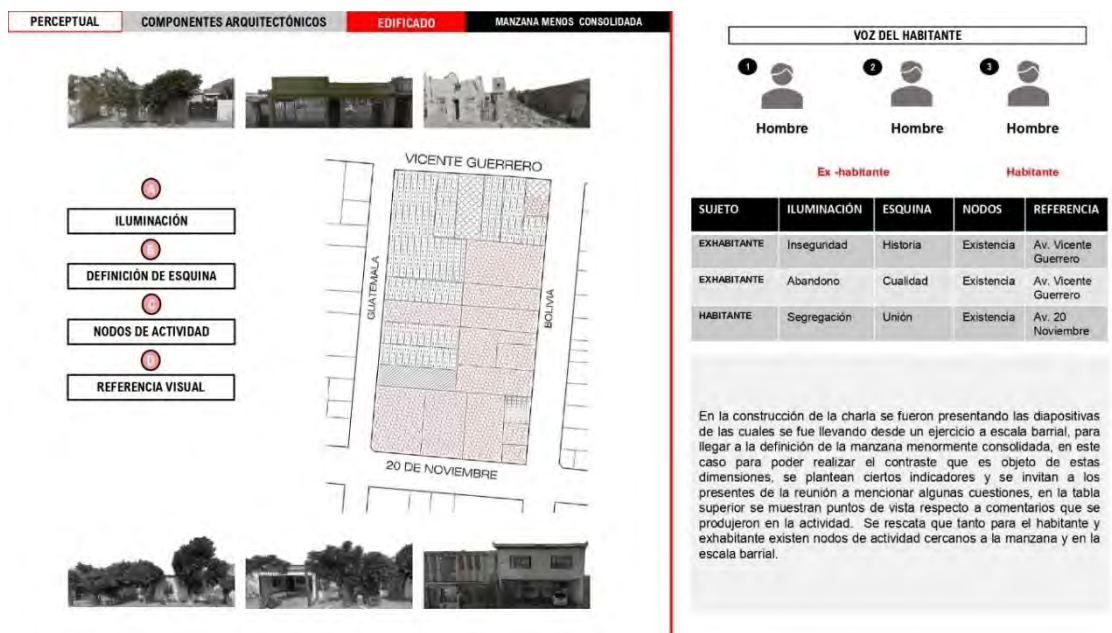 PERCEPTUAL
COMPONENTES ARQUITECTÓNICOS
EDIFICADO
MANZANA MENOS CONSOLIDADA
A
ILUMINACIÓN
B
DEFINICIÓN DE ESQUINA
C
NODOS DE ACTIVIDAD
D
REFERENCIA VISUAL
VICENTE GUERRERO
GUATEMALA
BOLIVIA
20 DE NOVIEMBRE
VOZ DEL HABITANTE
1 2 3
Hombre Hombre Hombre
Ex -habitante Habitante
SUJETO ILUMINACIÓN ESQUINA NODOS REFERENCIA
EXHABITANTE Inseguridad Historia Existencia Av. Vicente
Guerrero
EXHABITANTE Abandono Cualidad Existencia Av. Vicente
Guerrero
HABITANTE Segregación Unión Existencia Av. 20
Noviembre
En la construcción de la charla se fueron presentando las diapositivas
de las cuales se fue llevando desde un ejercicio a escala barrial, para
llegar a la definición de la manzana menormente consolidada, en este
caso para poder realizar el contraste que es objeto de estas
dimensiones, se plantean ciertos indicadores y se invitan a los
presentes de la reunión a mencionar algunas cuestiones, en la tabla
superior se muestran puntos de vista respecto a comentarios que se
produjeron en la actividad. Se rescata que tanto para el habitante y
exhabitante existen nodos de actividad cercanos a la manzana y en la
escala barrial.